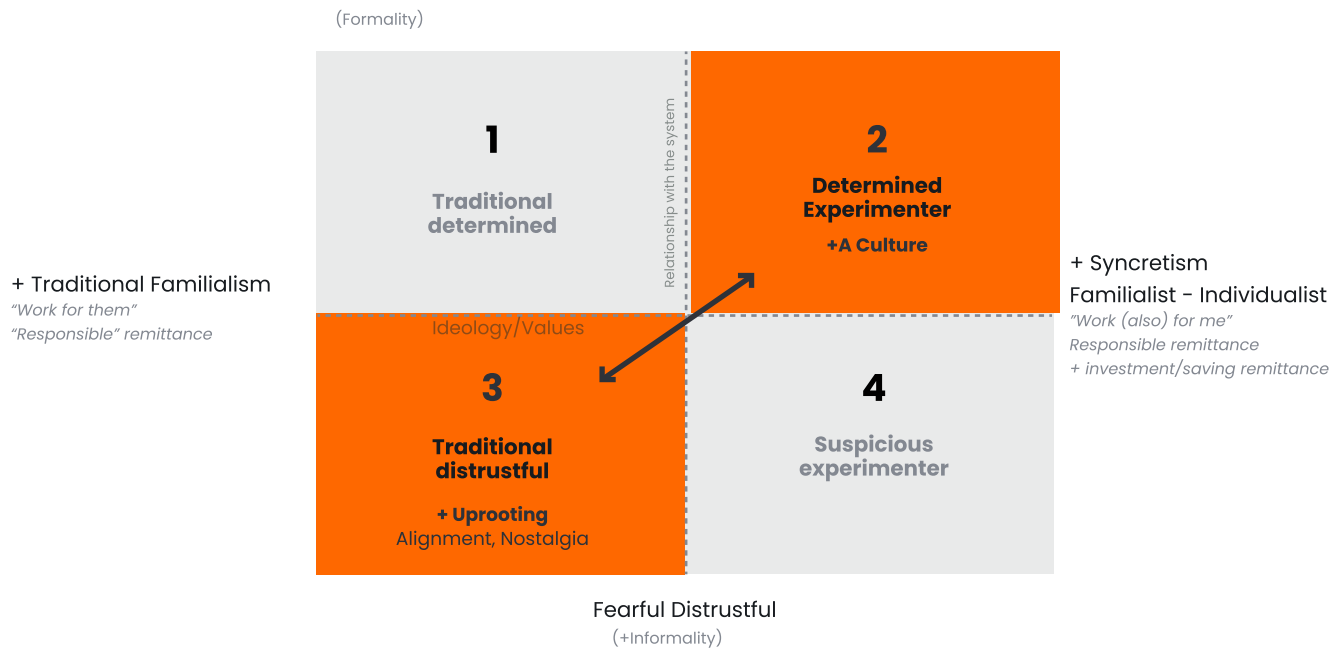 (Formality)
1
Traditional
determined
Relationship with the system
2
Determined
Experimenter
+A Culture
+ Traditional Familialism
“Work for them”
“Responsible” remittance
+ Syncretism
Familialist - Individualist
”Work (also) for me”
Responsible remittance
+ investment/saving remittance
Ideology/Values
3
Traditional
distrustful
+ Uprooting
Alignment, Nostalgia
4
Suspicious
experimenter
Fearful Distrustful
(+Informality)